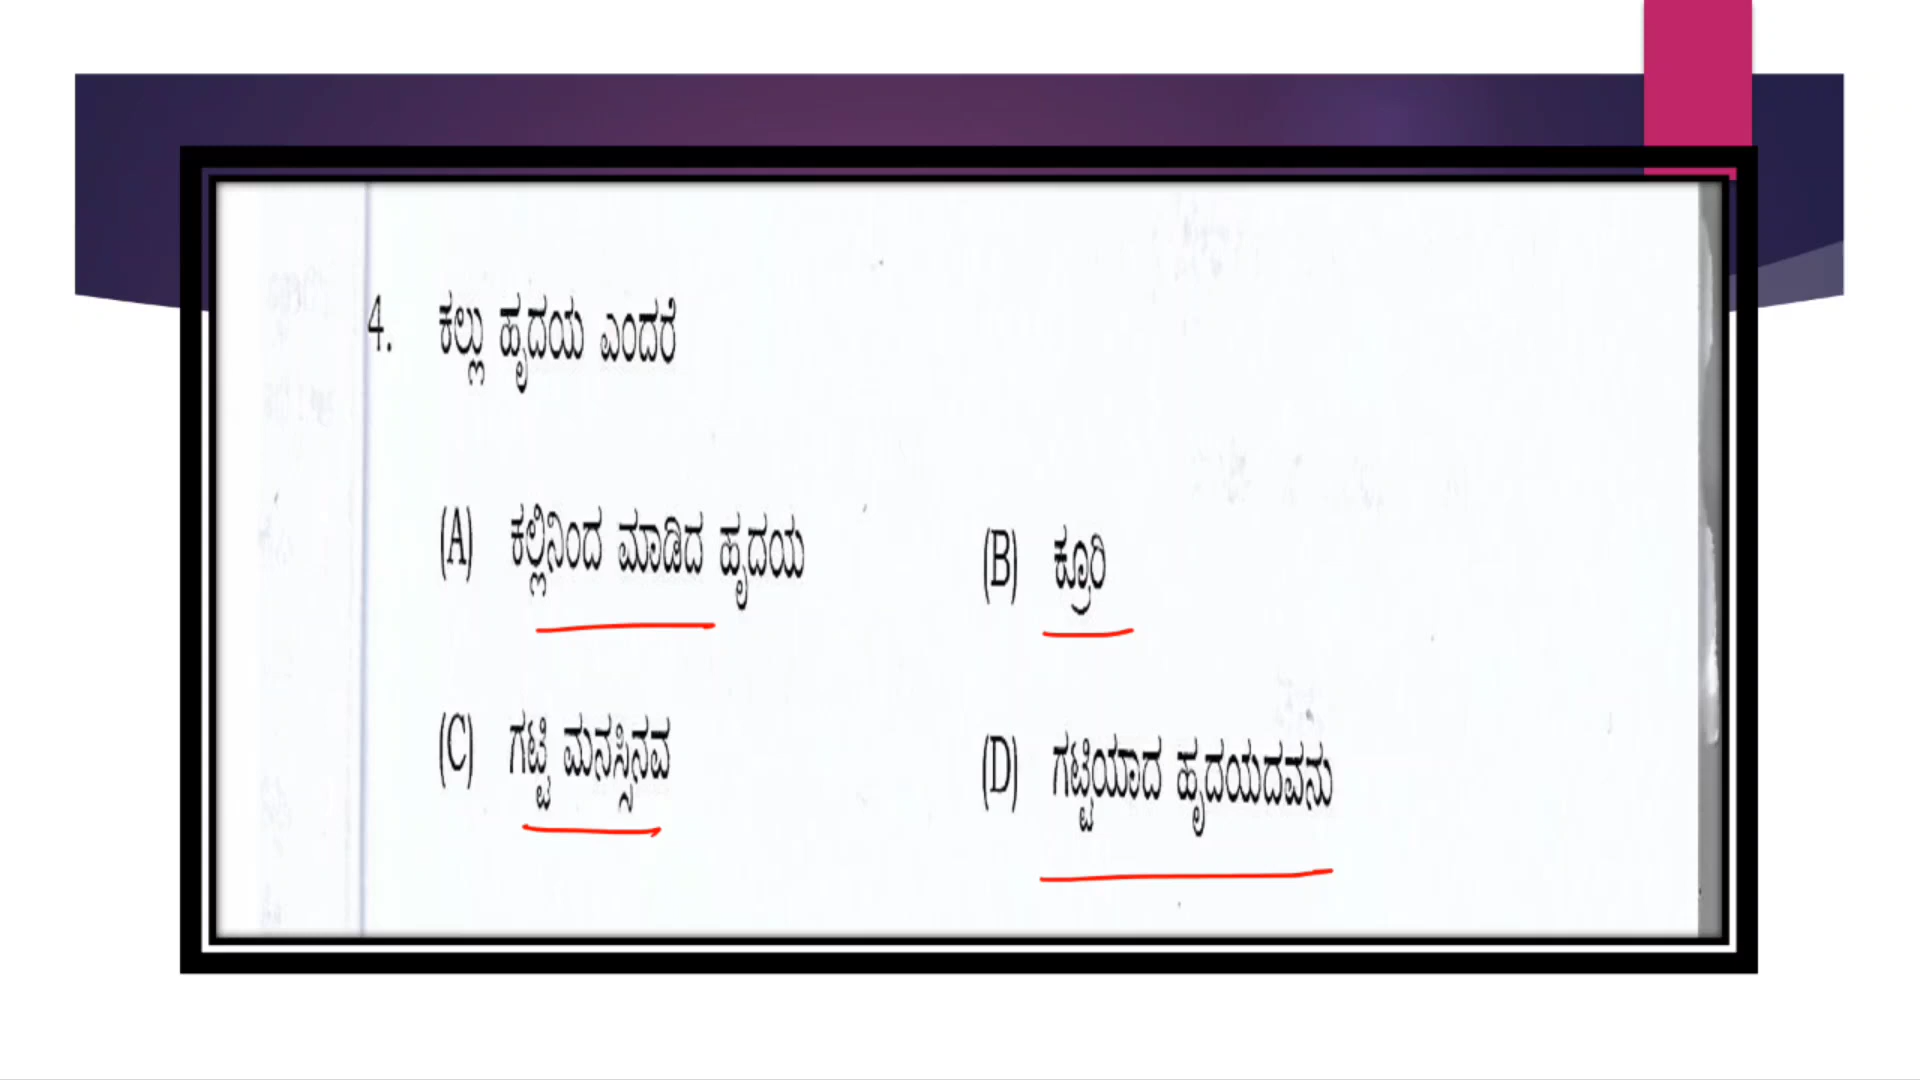 4. ಕಲ್ಲು ಹೃದಯ ಎಂದರೆ
(A) ಕಲ್ಲಿನಿಂದ ಮಾಡಿದ ಹೃದಯ (B) ಕ್ರೂರಿ
(C) ಗಟ್ಟಿ ಮನಸ್ಸಿನವ (D) ಗಟ್ಟಿಯಾದ ಹೃದಯದವನು